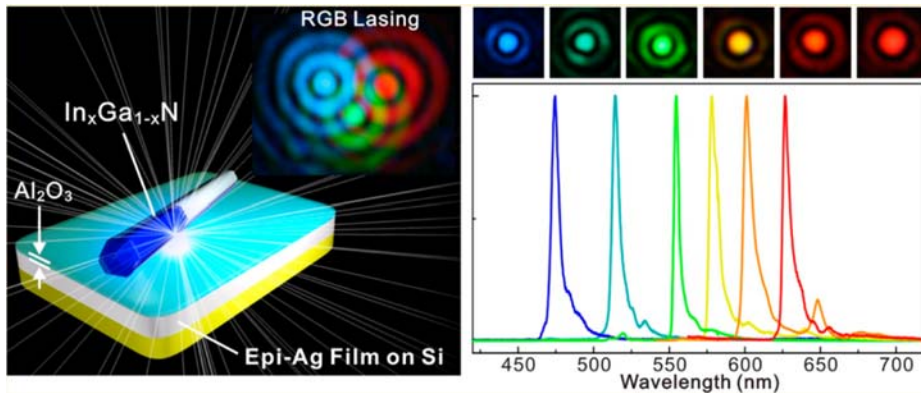 RGB Lasing
InₓGa₁₋ₓN
Al₂O₃
Epi-Ag Film on Si
450 500 550 600 650 700
Wavelength (nm)